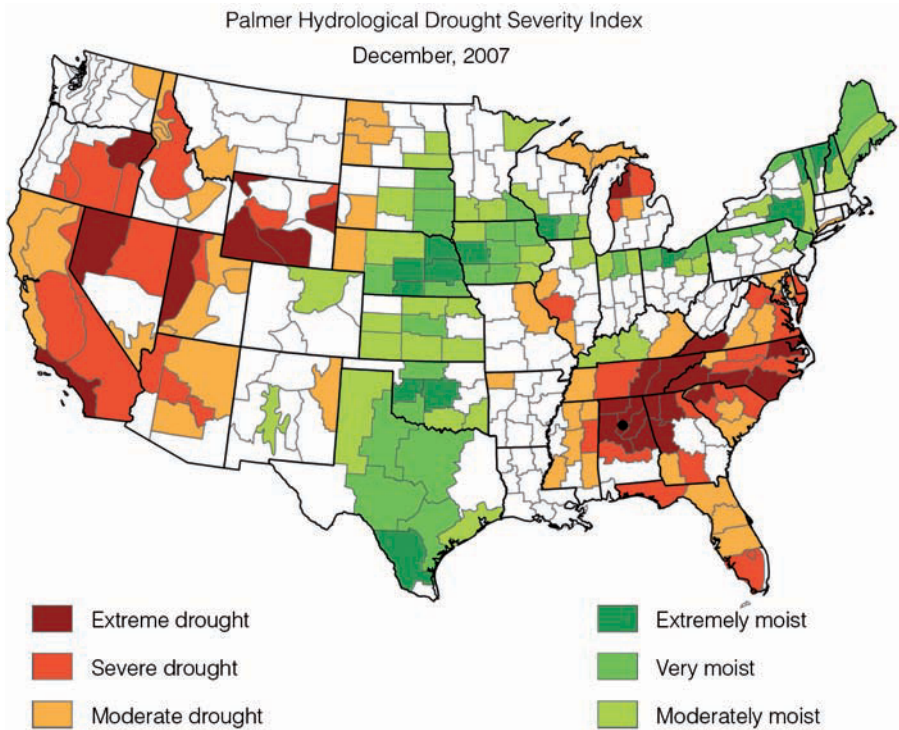 Palmer Hydrological Drought Severity Index
December, 2007
Extreme drought
Severe drought
Moderate drought
Extremely moist
Very moist
Moderately moist